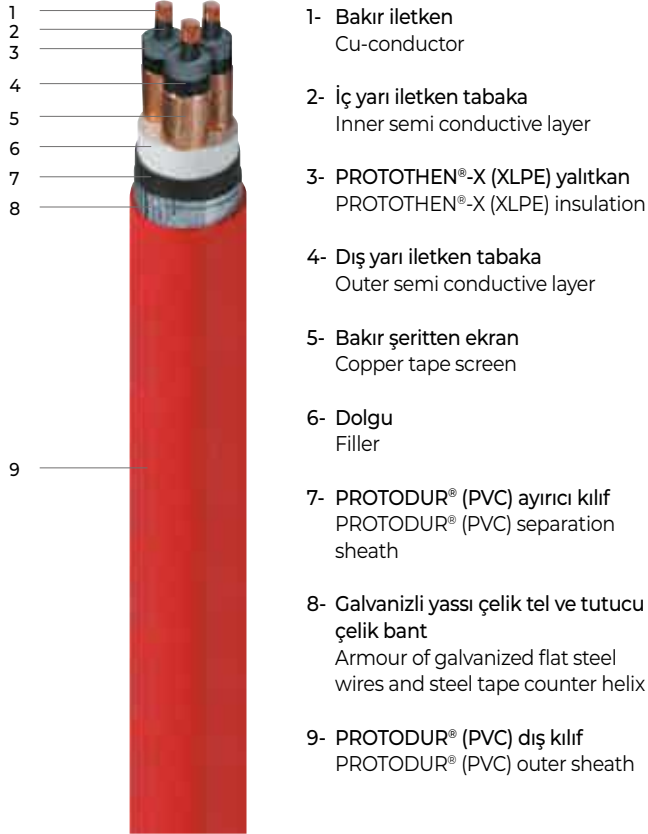 1
2
3
4
5
6
7
8
9
1- Bakır iletken
Cu-conductor
2- İç yarı iletken tabaka
Inner semi conductive layer
3- PROTOTHEN®-X (XLPE) yalıtkan
PROTOTHEN®-X (XLPE) insulation
4- Dış yarı iletken tabaka
Outer semi conductive layer
5- Bakır şeritten ekran
Copper tape screen
6- Dolgu
Filler
7- PROTODUR® (PVC) ayırıcı kılıf
PROTODUR® (PVC) separation
sheath
8- Galvanizli yassı çelik tel ve tutucu
çelik bant
Armour of galvanized flat steel
wires and steel tape counter helix
9- PROTODUR® (PVC) dış kılıf
PROTODUR® (PVC) outer sheath